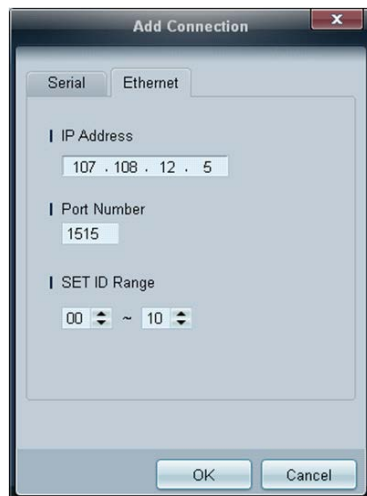 Add Connection
x
Serial Ethernet
IP Address
107 . 108 . 12 . 5
Port Number
1515
SET ID Range
00 ~ 10
OK Cancel